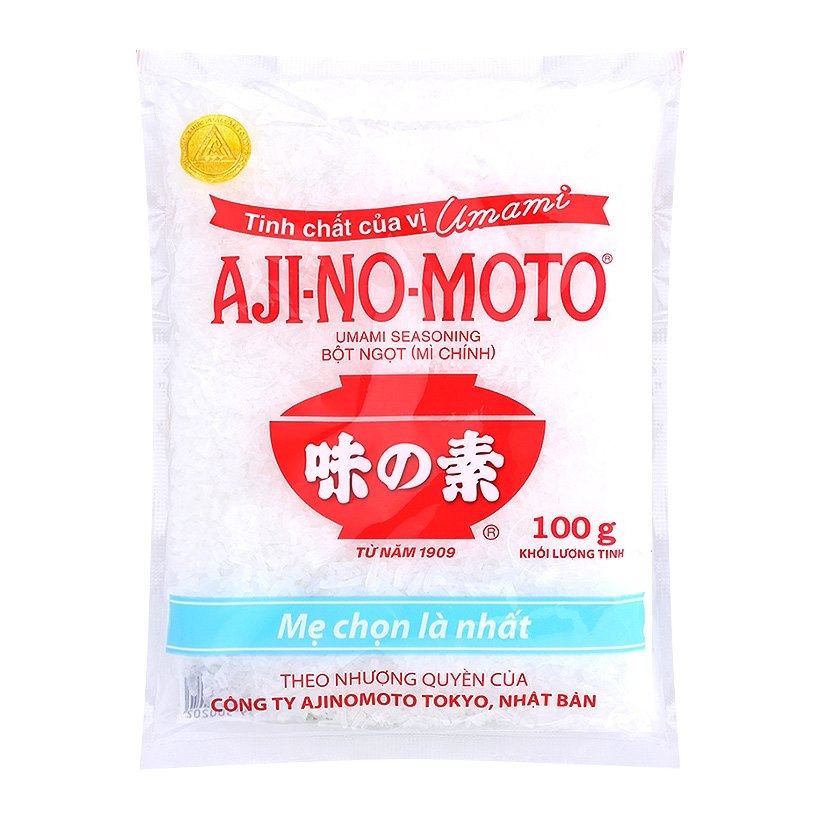 Tinh chất của vị Umami
AJI-NO-MOTO®
UMAMI SEASONING
BỘT NGỌT (MÌ CHÍNH)
味の素
®
TỪ NĂM 1909
100 g
KHỐI LƯỢNG TỊNH
Mẹ chọn là nhất
THEO NHƯỢNG QUYỀN CỦA
CÔNG TY AJINOMOTO TOKYO, NHẬT BẢN